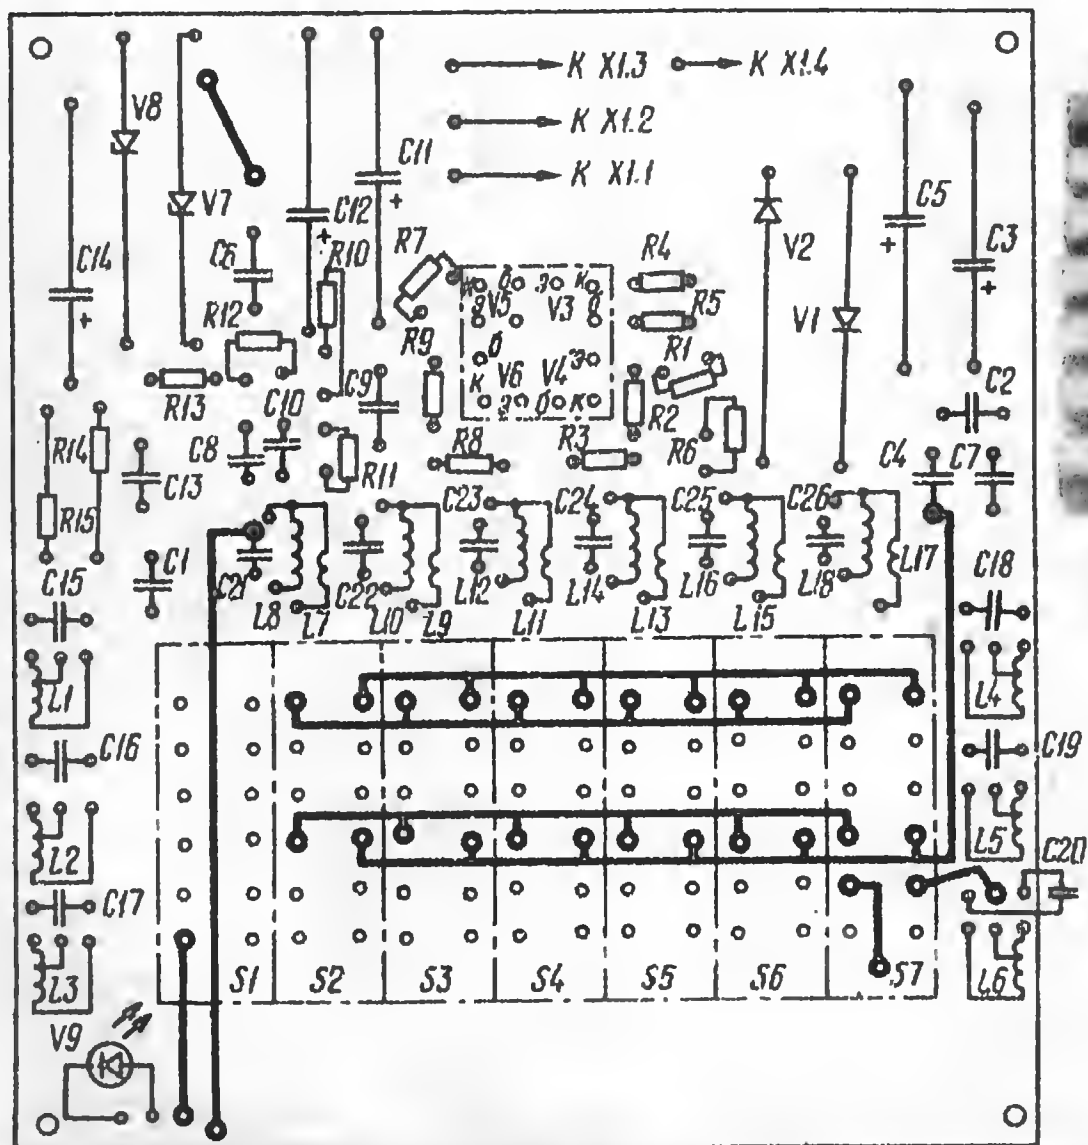 К X1.3
К X1.4
V8
К X1.2
C11
C5
К X1.1
V7
C12
+
C3
C14
C6
+
R10
R7
R4
V2
+
+
+
R12
к б э к
э V5 V3 б
R5
V1
R9
R1
C9
б э
к V6 V4
э б к
C2
R13
C10
R2
R14
C8
R11
R8
R3
R6
C4
C7
C13
R15
C23
C24
C25
C26
C15
C1
C21
C22
L17
C18
L8
L7
L10
L9
L12
L11
L14
L13
L16
L15
L18
L1
L4
C16
C19
L2
L5
C17
C20
L3
S1
S2
S3
S4
S5
S6
S7
L6
V9